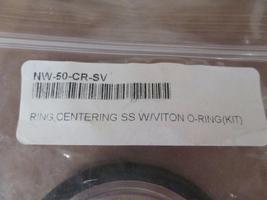 NW-50-CR-SV
RING,CENTERING SS W/VITON O-RING(KIT)